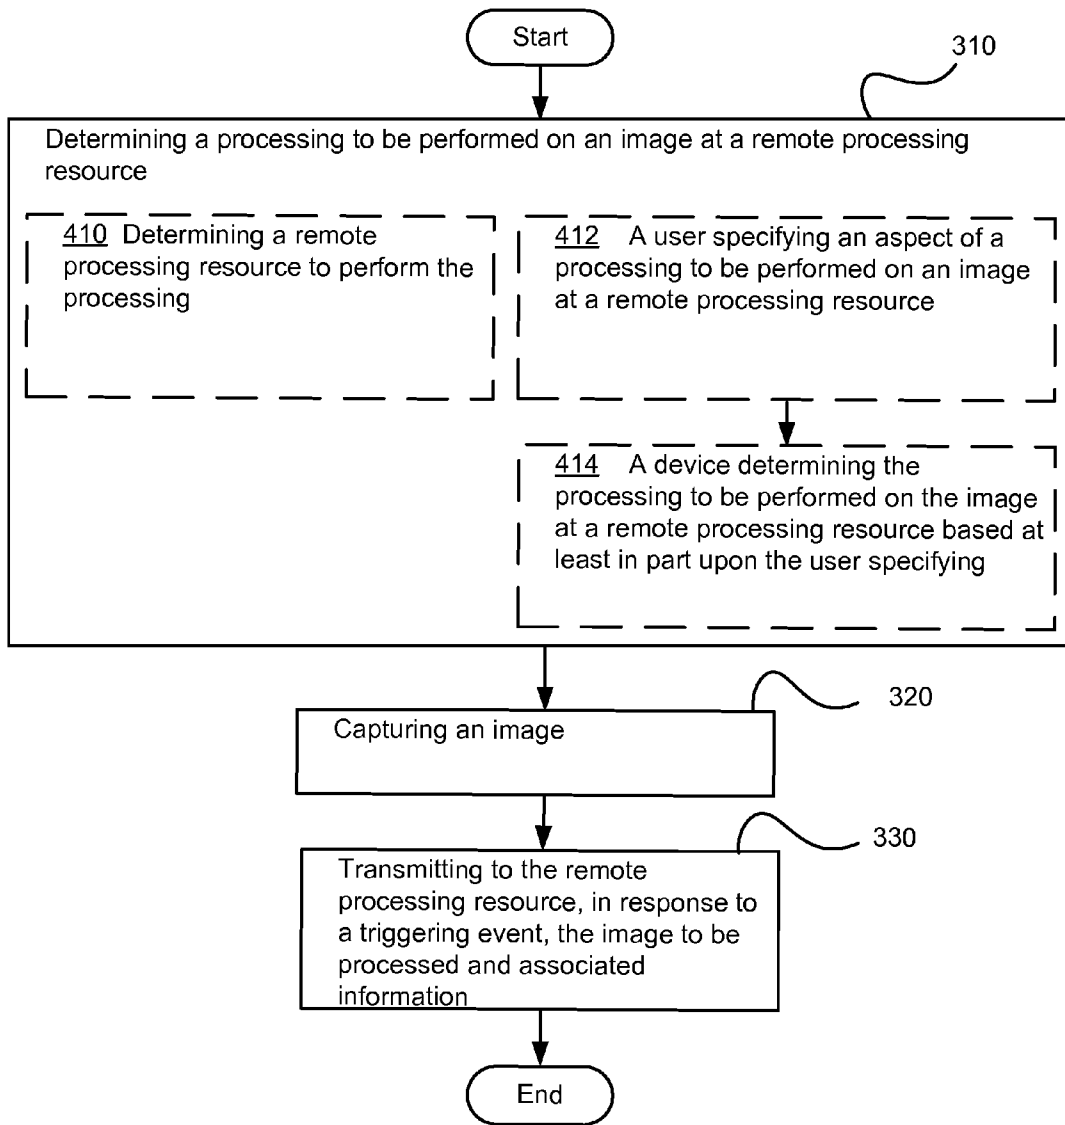 Start
310
Determining a processing to be performed on an image at a remote processing
resource
410 Determining a remote
processing resource to perform the
processing
412 A user specifying an aspect of a
processing to be performed on an image
at a remote processing resource
414 A device determining the
processing to be performed on the image
at a remote processing resource based at
least in part upon the user specifying
320
Capturing an image
330
Transmitting to the remote
processing resource, in response to
a triggering event, the image to be
processed and associated
information
End